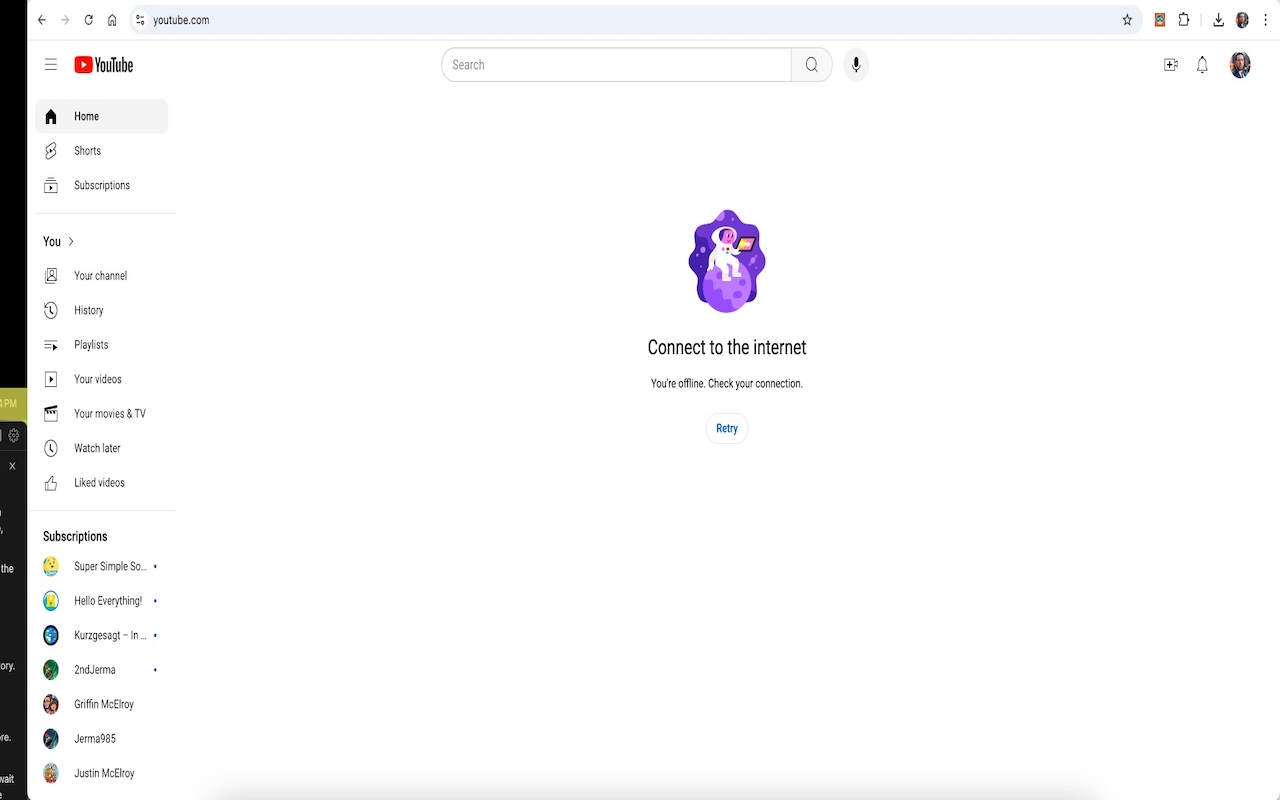 youtube.com
YouTube
Search
Home
Shorts
Subscriptions
You
Your channel
History
Playlists
Your videos
Your movies & TV
Watch later
Liked videos
Subscriptions
Super Simple So...
Hello Everything!
Kurzgesagt – In ...
2ndJerma
Griffin McElroy
Jerma985
Justin McElroy
Connect to the internet
You're offline. Check your connection.
Retry
4 PM
X
the
ory.
re.
wait